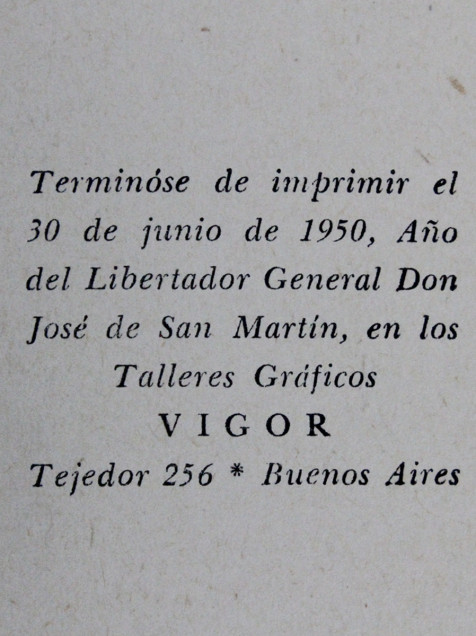 Terminóse de imprimir el
30 de junio de 1950, Año
del Libertador General Don
José de San Martín, en los
Talleres Gráficos
VIGOR
Tejedor 256 * Buenos Aires